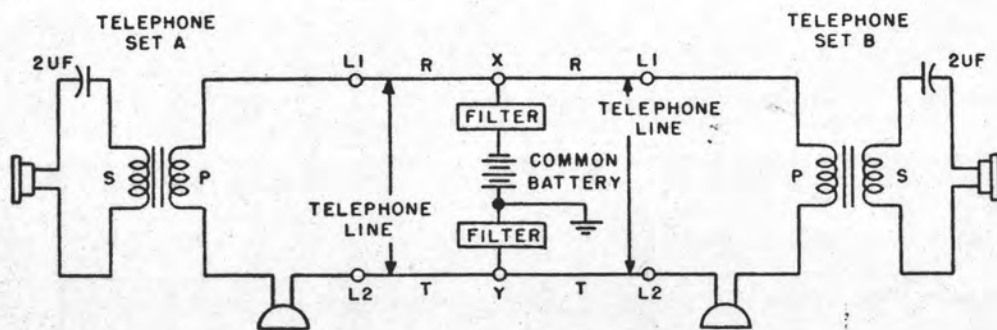 TELEPHONE
SET A
TELEPHONE
SET B
2UF
L1
R
X
R
L1
2UF
FILTER
TELEPHONE
LINE
COMMON
BATTERY
S
P
P
S
TELEPHONE
LINE
FILTER
L2
T
Y
T
L2